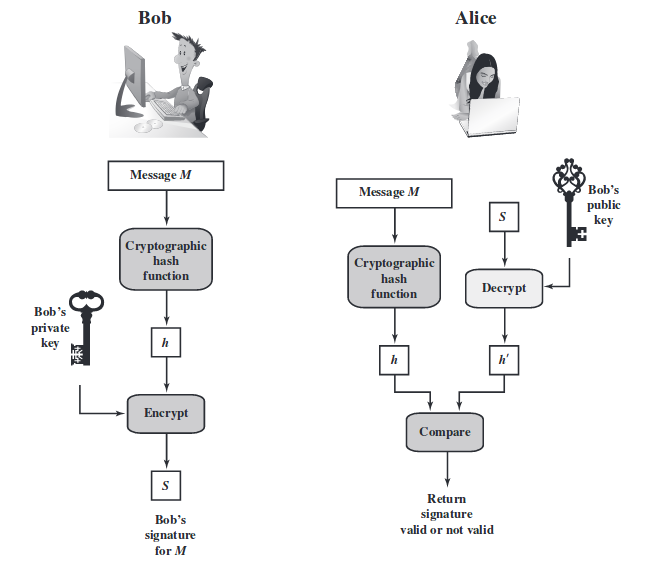 Bob
Message M
Cryptographic
hash
function
Bob's
private
key
h
Encrypt
S
Bob's
signature
for M
Alice
Message M
S
Bob's
public
key
Cryptographic
hash
function
Decrypt
h
h′
Compare
Return
signature
valid or not valid